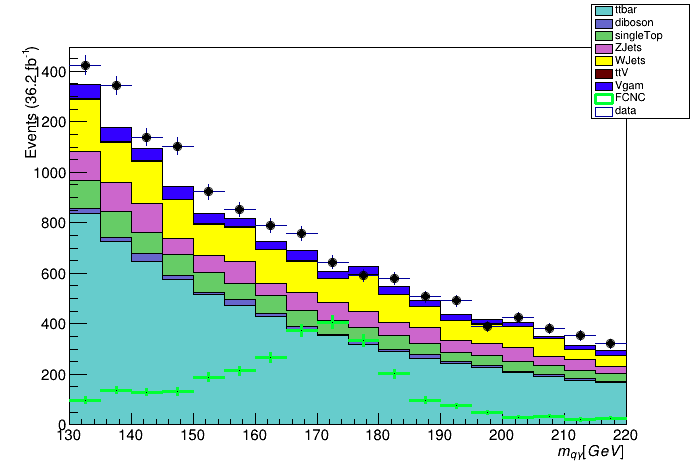 ttbar
diboson
singleTop
ZJets
WJets
ttV
Vgam
FCNC
data
Events (36.2 fb⁻¹)
1400
1200
1000
800
600
400
200
0
130 140 150 160 170 180 190 200 210 220
m_qγ [GeV]